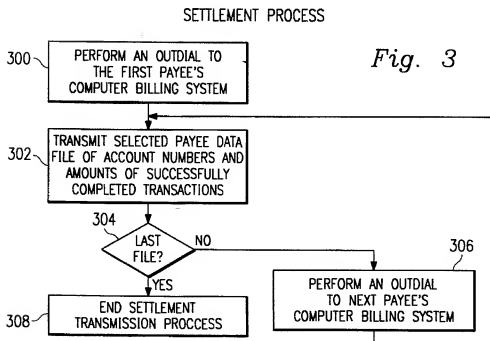 SETTLEMENT PROCESS
Fig. 3
300
PERFORM AN OUTDIAL
TO THE FIRST PAYEE'S
COMPUTER BILLING SYSTEM
302
TRANSMIT SELECTED PAYEE DATA
FILE OF ACCOUNT NUMBERS AND
AMOUNTS OF SUCCESSFULLY
COMPLETED TRANSACTIONS
304
LAST
FILE?
NO
YES
306
PERFORM AN OUTDIAL
TO NEXT PAYEE'S
COMPUTER BILLING SYSTEM
308
END SETTLEMENT
TRANSMISSION PROCCESS